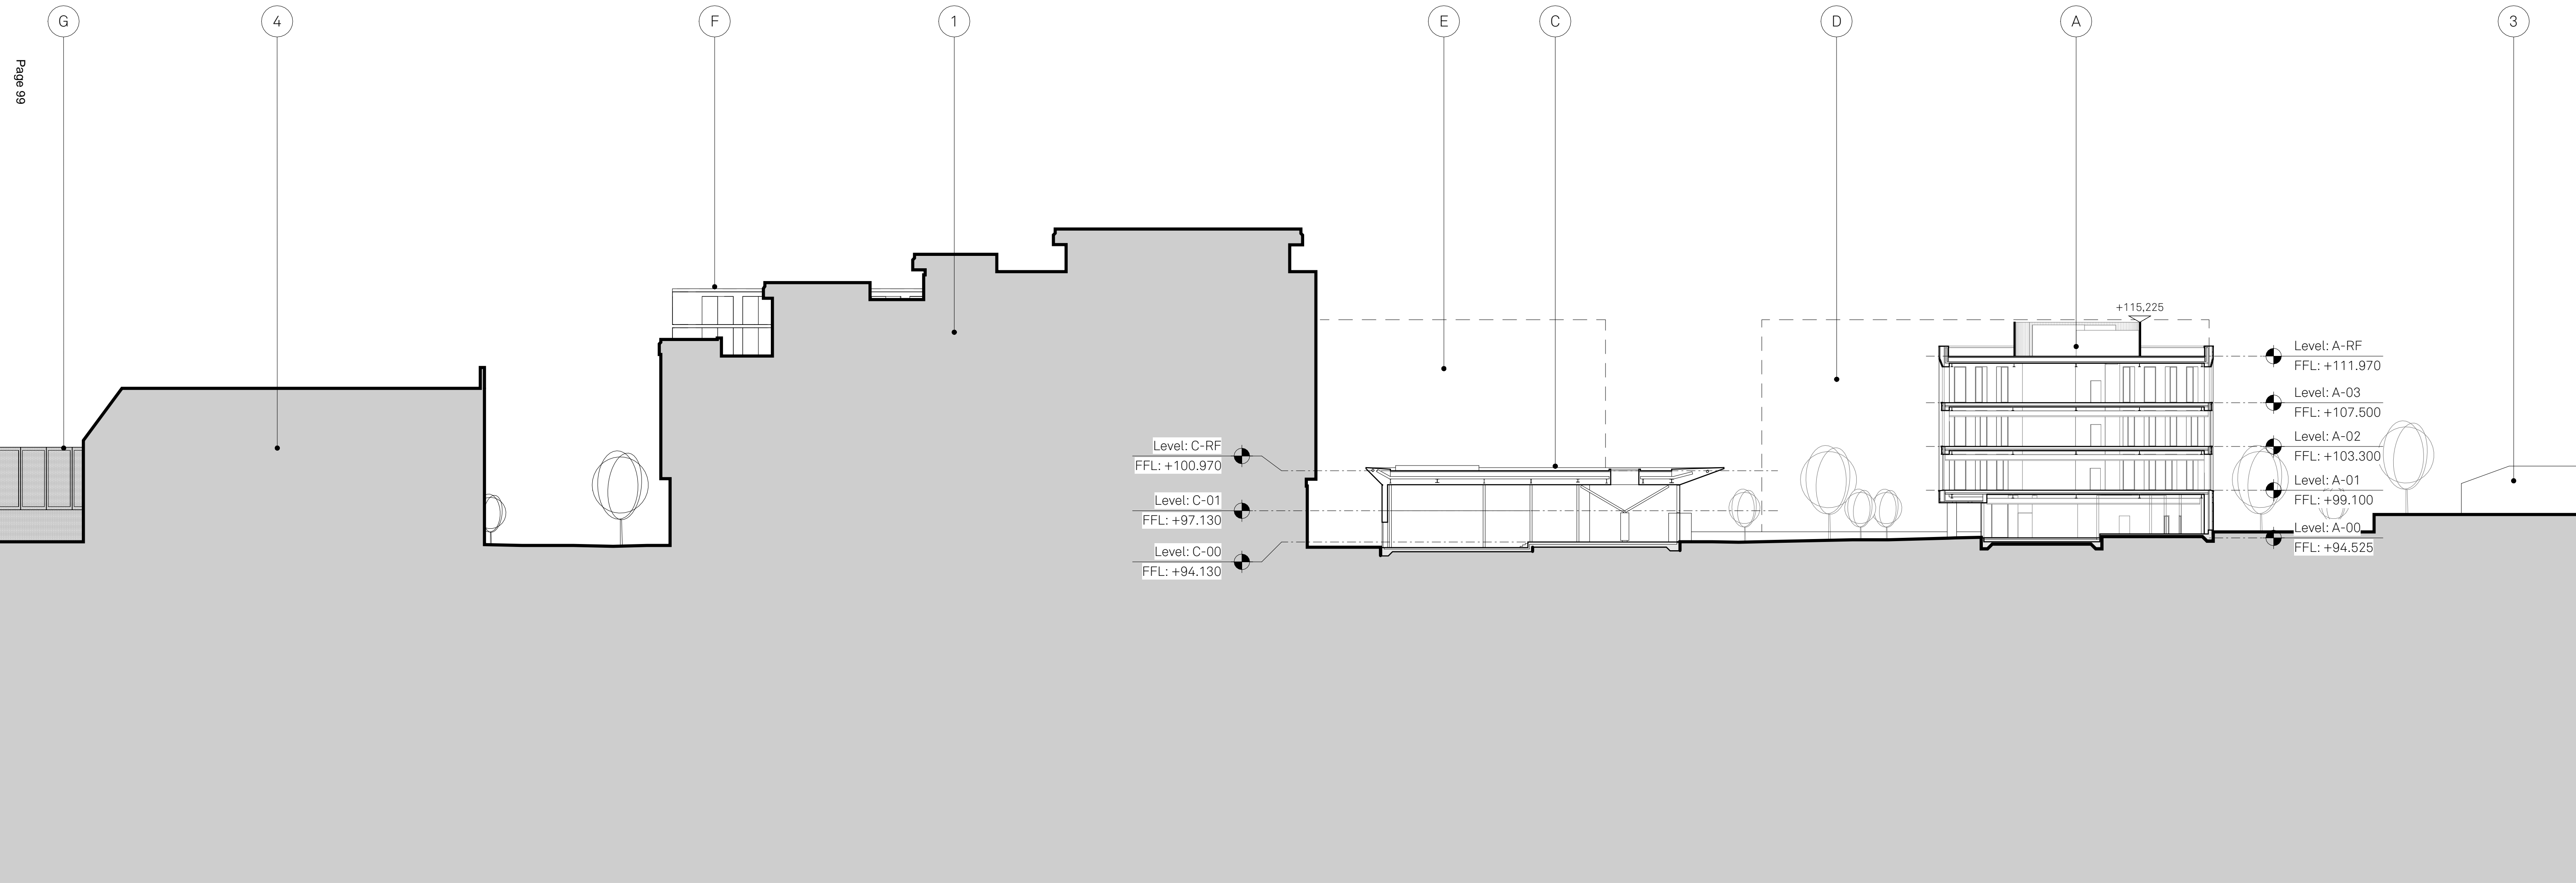 G
4
F
1
E
C
D
A
3
Page 99
+115,225
Level: A-RF
FFL: +111.970
Level: A-03
FFL: +107.500
Level: A-02
FFL: +103.300
Level: A-01
FFL: +99.100
Level: A-00
FFL: +94.525
Level: C-RF
FFL: +100.970
Level: C-01
FFL: +97.130
Level: C-00
FFL: +94.130